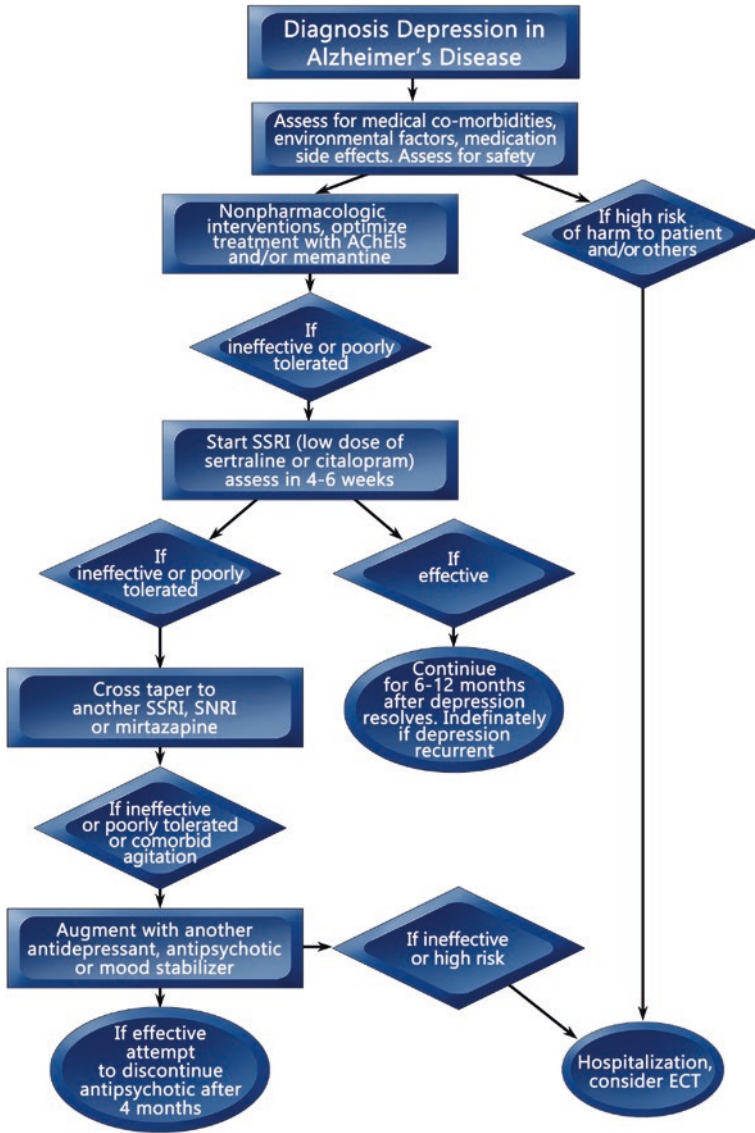 Diagnosis Depression in
Alzheimer's Disease
Assess for medical co-morbidities,
environmental factors, medication
side effects. Assess for safety
Nonpharmacologic
interventions, optimize
treatment with AChEIs
and/or memantine
If high risk
of harm to patient
and/or others
If
ineffective or poorly
tolerated
Start SSRI (low dose of
sertraline or citalopram)
assess in 4-6 weeks
If
ineffective or poorly
tolerated
If
effective
Cross taper to
another SSRI, SNRI
or mirtazapine
Continiue
for 6-12 months
after depression
resolves. Indefinately
if depression
recurrent
If ineffective
or poorly tolerated
or comorbid
agitation
Augment with another
antidepressant, antipsychotic
or mood stabilizer
If ineffective
or high risk
If effective
attempt
to discontinue
antipsychotic after
4 months
Hospitalization,
consider ECT